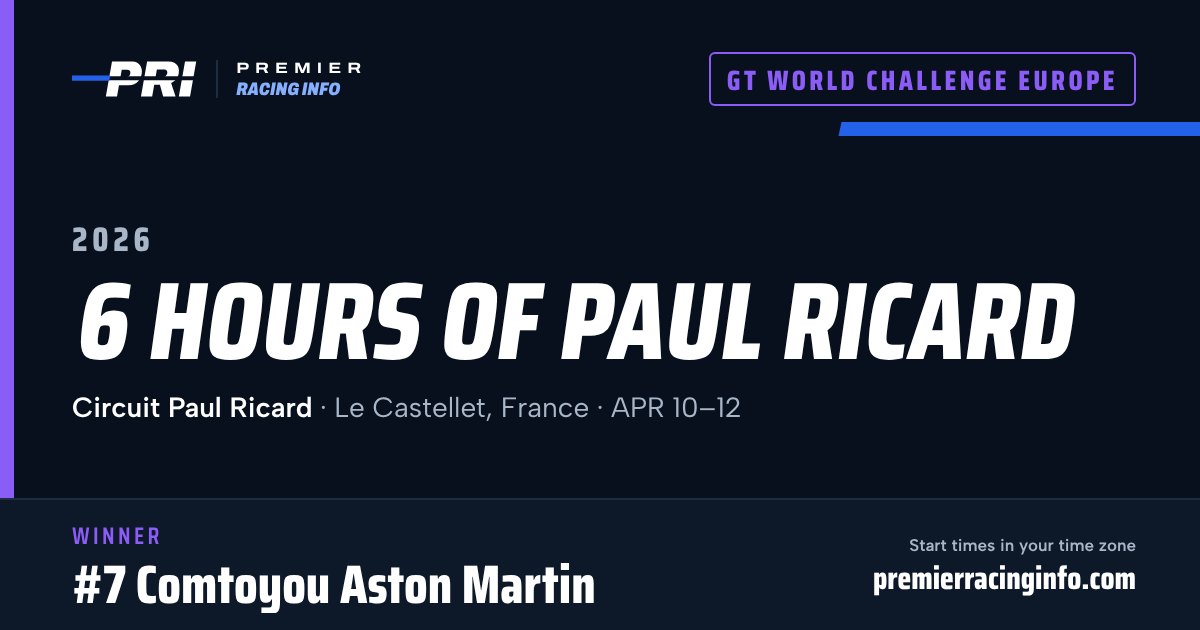 PRI
PREMIER
RACING INFO
GT WORLD CHALLENGE EUROPE
2026
6 HOURS OF PAUL RICARD
Circuit Paul Ricard · Le Castellet, France · APR 10–12
WINNER
#7 Comtoyou Aston Martin
Start times in your time zone
premierracinginfo.com